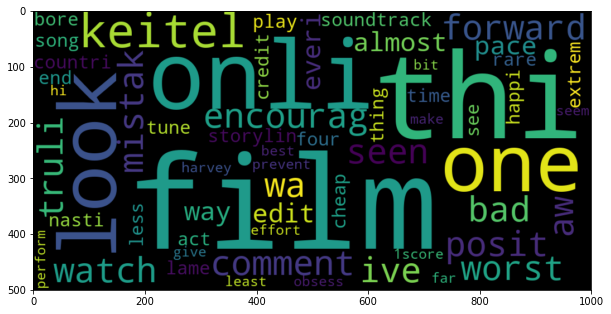 0
bore
song
keitel
play
credit
everi
soundtrack
almost
forward
pace
rare
extrem
countri
end
hi
look
mistak
onli
bit
thi
100
happi
time
make
see
seem
thing
encourag
tune
storylin
four
200
truli
seen
one
best
prevent
harvey
film
wa
cheap
300
nasti
less
way
edit
effort
bad
aw
act
give
posit
400
perform
watch
lame
comment
least
obsess
ive
1score
far
worst
500
0
200
400
600
800
1000